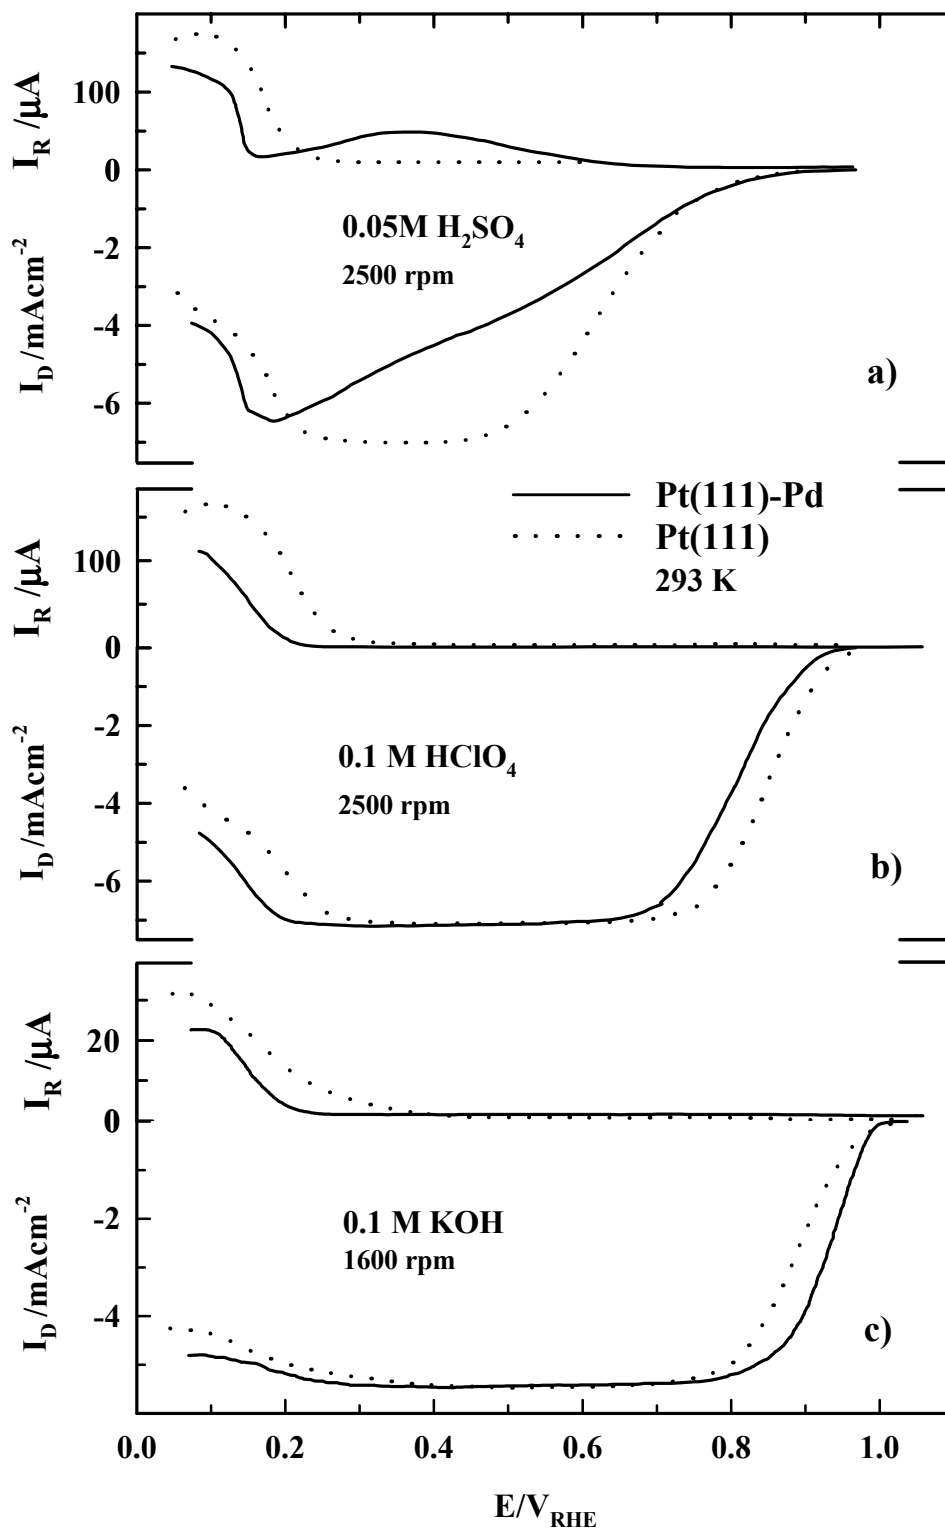 I_R /μA
100
0
0.05M H₂SO₄
2500 rpm
I_D /mAcm⁻²
-2
-4
-6
a)
Pt(111)-Pd
Pt(111)
293 K
I_R /μA
100
0
0.1 M HClO₄
2500 rpm
I_D /mAcm⁻²
-2
-4
-6
b)
I_R /μA
20
0
0.1 M KOH
1600 rpm
I_D /mAcm⁻²
-2
-4
c)
0.0 0.2 0.4 0.6 0.8 1.0
E/V_RHE